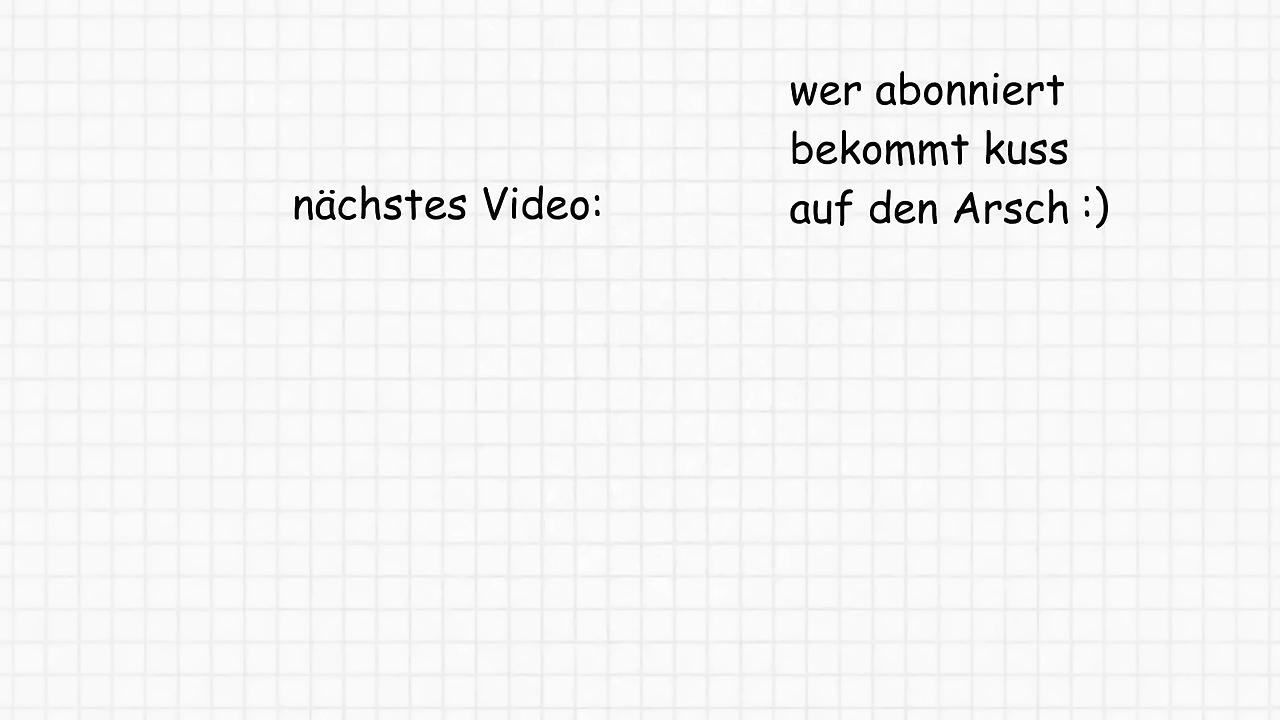 nächstes Video:
wer abonniert
bekommt kuss
auf den Arsch :)